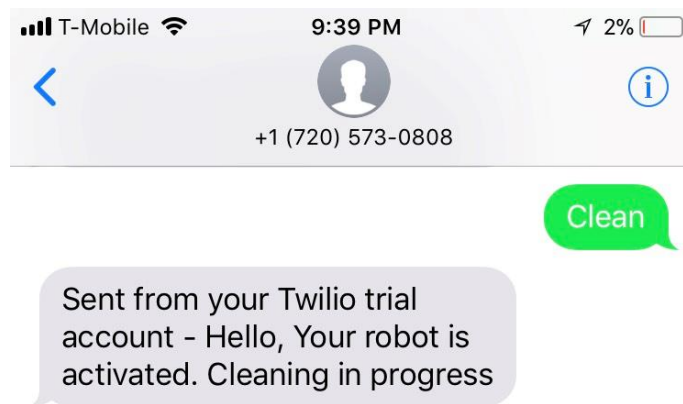 T-Mobile 9:39 PM 2%
+1 (720) 573-0808
Clean
Sent from your Twilio trial
account - Hello, Your robot is
activated. Cleaning in progress